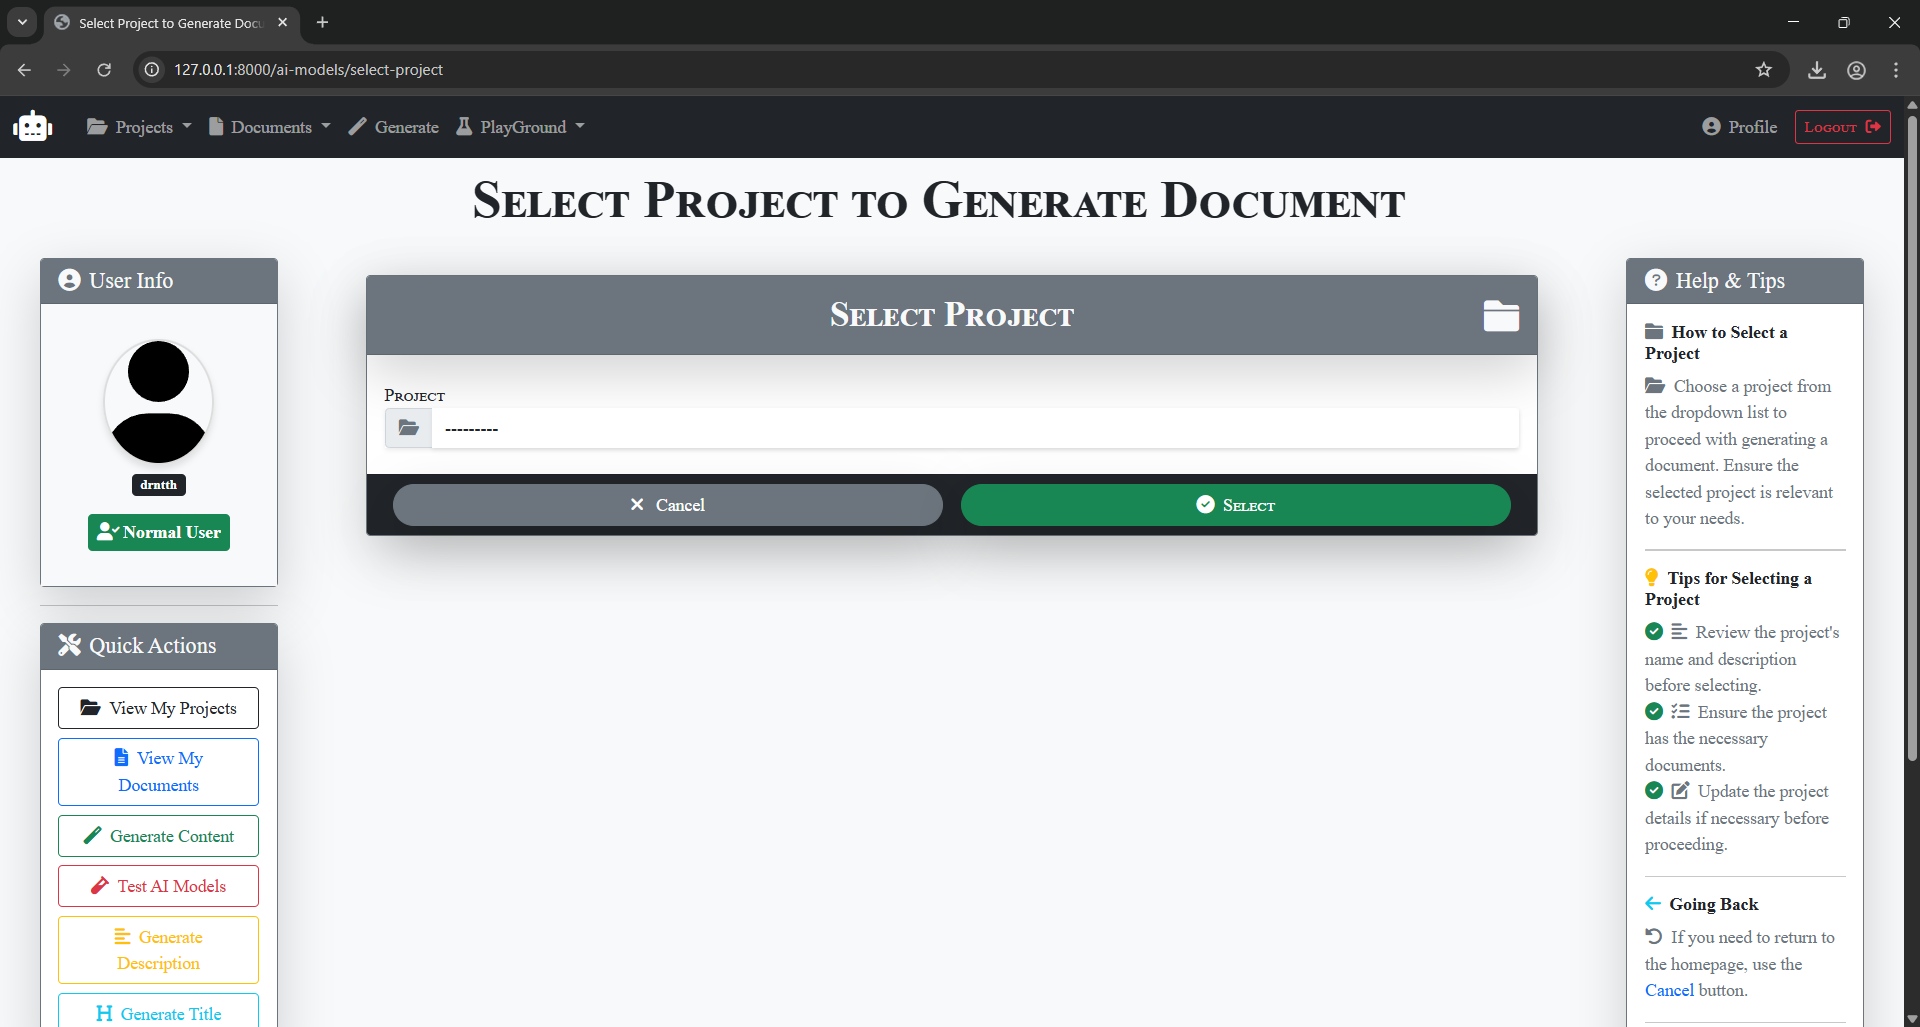 Select Project to Generate Docu
127.0.0.1:8000/ai-models/select-project
Projects Documents Generate PlayGround Profile Logout
Select Project to Generate Document
User Info
drntth
Normal User
Quick Actions
View My Projects
View My
Documents
Generate Content
Test AI Models
Generate
Description
Generate Title
Select Project
Project
---------
Cancel
Select
Help & Tips
How to Select a
Project
Choose a project from
the dropdown list to
proceed with generating a
document. Ensure the
selected project is relevant
to your needs.
Tips for Selecting a
Project
Review the project's
name and description
before selecting.
Ensure the project
has the necessary
documents.
Update the project
details if necessary before
proceeding.
Going Back
If you need to return to
the homepage, use the
Cancel button.